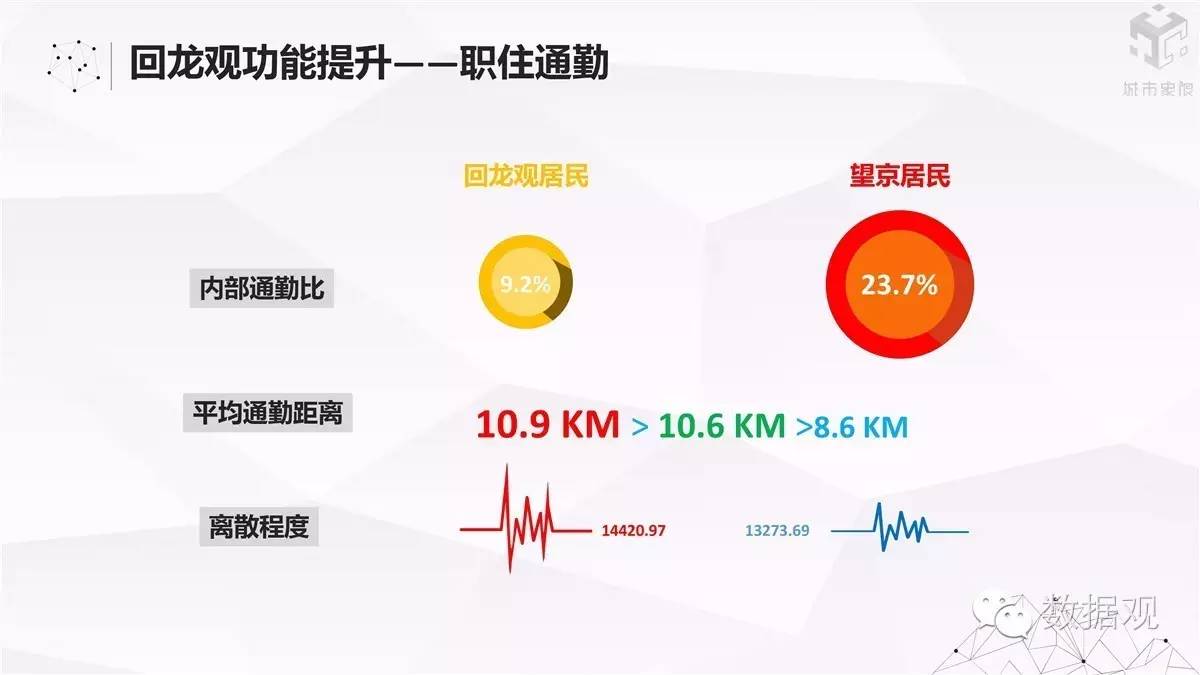 回龙观功能提升——职住通勤
城市象限
回龙观居民
望京居民
内部通勤比
9.2%
23.7%
平均通勤距离
10.9 KM > 10.6 KM >8.6 KM
离散程度
14420.97
13273.69
数据观